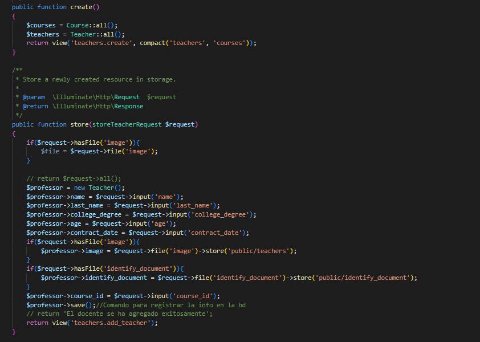 public function create()
{
$courses = Course::all();
$teachers = Teacher::all();
return view('teachers.create', compact('teachers', 'courses'));
}
/**
* Store a newly created resource in storage.
*
* @param  \Illuminate\Http\Request  $request
* @return \Illuminate\Http\Response
*/
public function store(storeTeacherRequest $request)
{
if($request->hasFile('image')){
$file = $request->file('image');
}
// return $request->all();
$professor = new Teacher();
$professor->name = $request->input('name');
$professor->last_name = $request->input('last_name');
$professor->college_degree = $request->input('college_degree');
$professor->age = $request->input('age');
$professor->contract_date = $request->input('contract_date');
if($request->hasFile('image')){
$professor->image = $request->file('image')->store('public/teachers');
}
if($request->hasFile('identify_document')){
$professor->identify_document = $request->file('identify_document')->store('public/identify_document');
}
$professor->course_id = $request->input('course_id');
$professor->save();//Comando para registrar la info en la bd
// return 'El docente se ha agregado exitosamente';
return view('teachers.add_teacher');
}